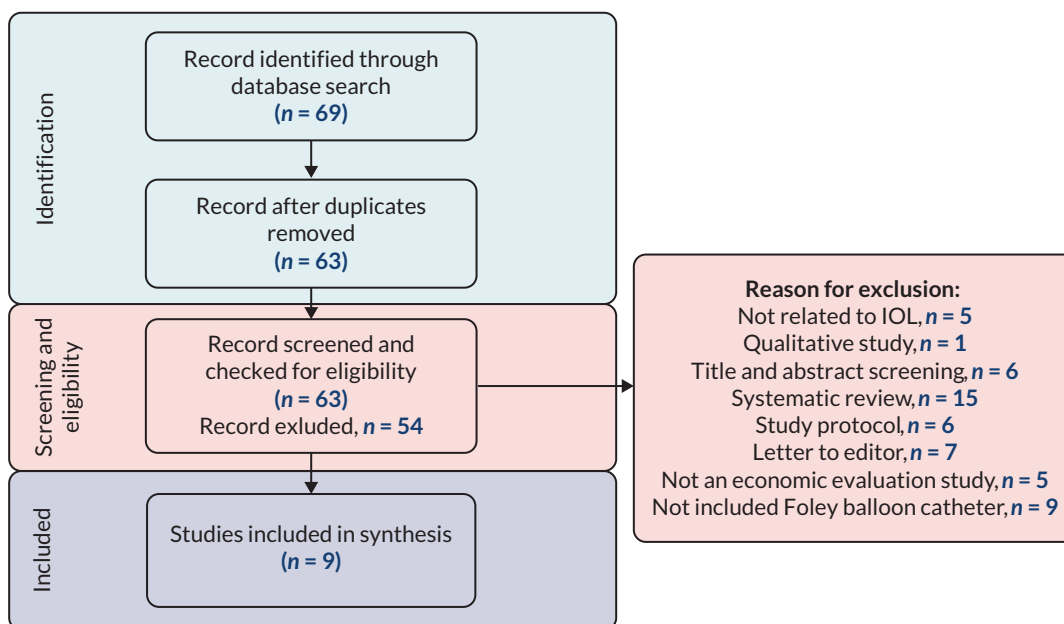 Identification
Record identified through
database search
(n = 69)
Record after duplicates
removed
(n = 63)
Screening and
eligibility
Record screened and
checked for eligibility
(n = 63)
Record exluded, n = 54
Reason for exclusion:
Not related to IOL, n = 5
Qualitative study, n = 1
Title and abstract screening, n = 6
Systematic review, n = 15
Study protocol, n = 6
Letter to editor, n = 7
Not an economic evaluation study, n = 5
Not included Foley balloon catheter, n = 9
Included
Studies included in synthesis
(n = 9)